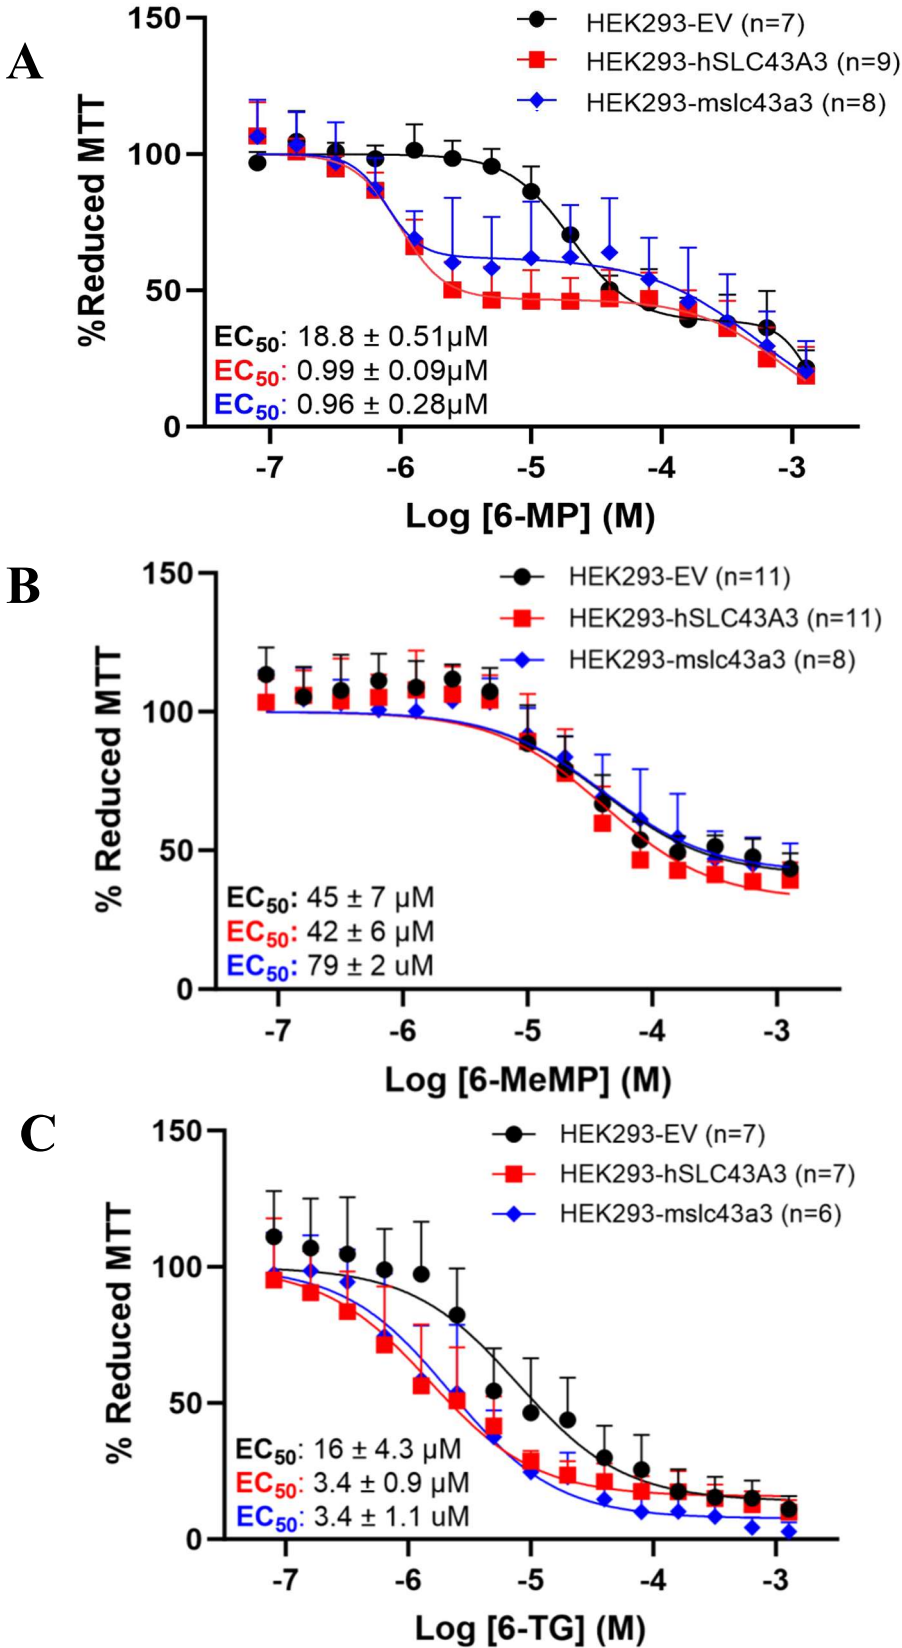 A
150
100
50
0
%Reduced MTT
HEK293-EV (n=7)
HEK293-hSLC43A3 (n=9)
HEK293-mslc43a3 (n=8)
EC50: 18.8 ± 0.51µM
EC50: 0.99 ± 0.09µM
EC50: 0.96 ± 0.28µM
-7 -6 -5 -4 -3
Log [6-MP] (M)
B
150
100
50
0
% Reduced MTT
HEK293-EV (n=11)
HEK293-hSLC43A3 (n=11)
HEK293-mslc43a3 (n=8)
EC50: 45 ± 7 µM
EC50: 42 ± 6 µM
EC50: 79 ± 2 uM
-7 -6 -5 -4 -3
Log [6-MeMP] (M)
C
150
100
50
0
% Reduced MTT
HEK293-EV (n=7)
HEK293-hSLC43A3 (n=7)
HEK293-mslc43a3 (n=6)
EC50: 16 ± 4.3 µM
EC50: 3.4 ± 0.9 µM
EC50: 3.4 ± 1.1 uM
-7 -6 -5 -4 -3
Log [6-TG] (M)